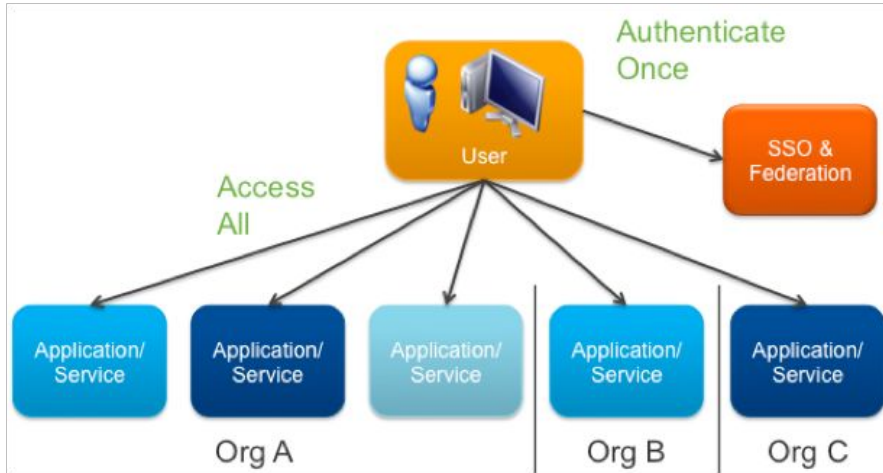 Authenticate
Once
User
SSO &
Federation
Access
All
Application/
Service
Application/
Service
Application/
Service
Application/
Service
Application/
Service
Org A
Org B
Org C